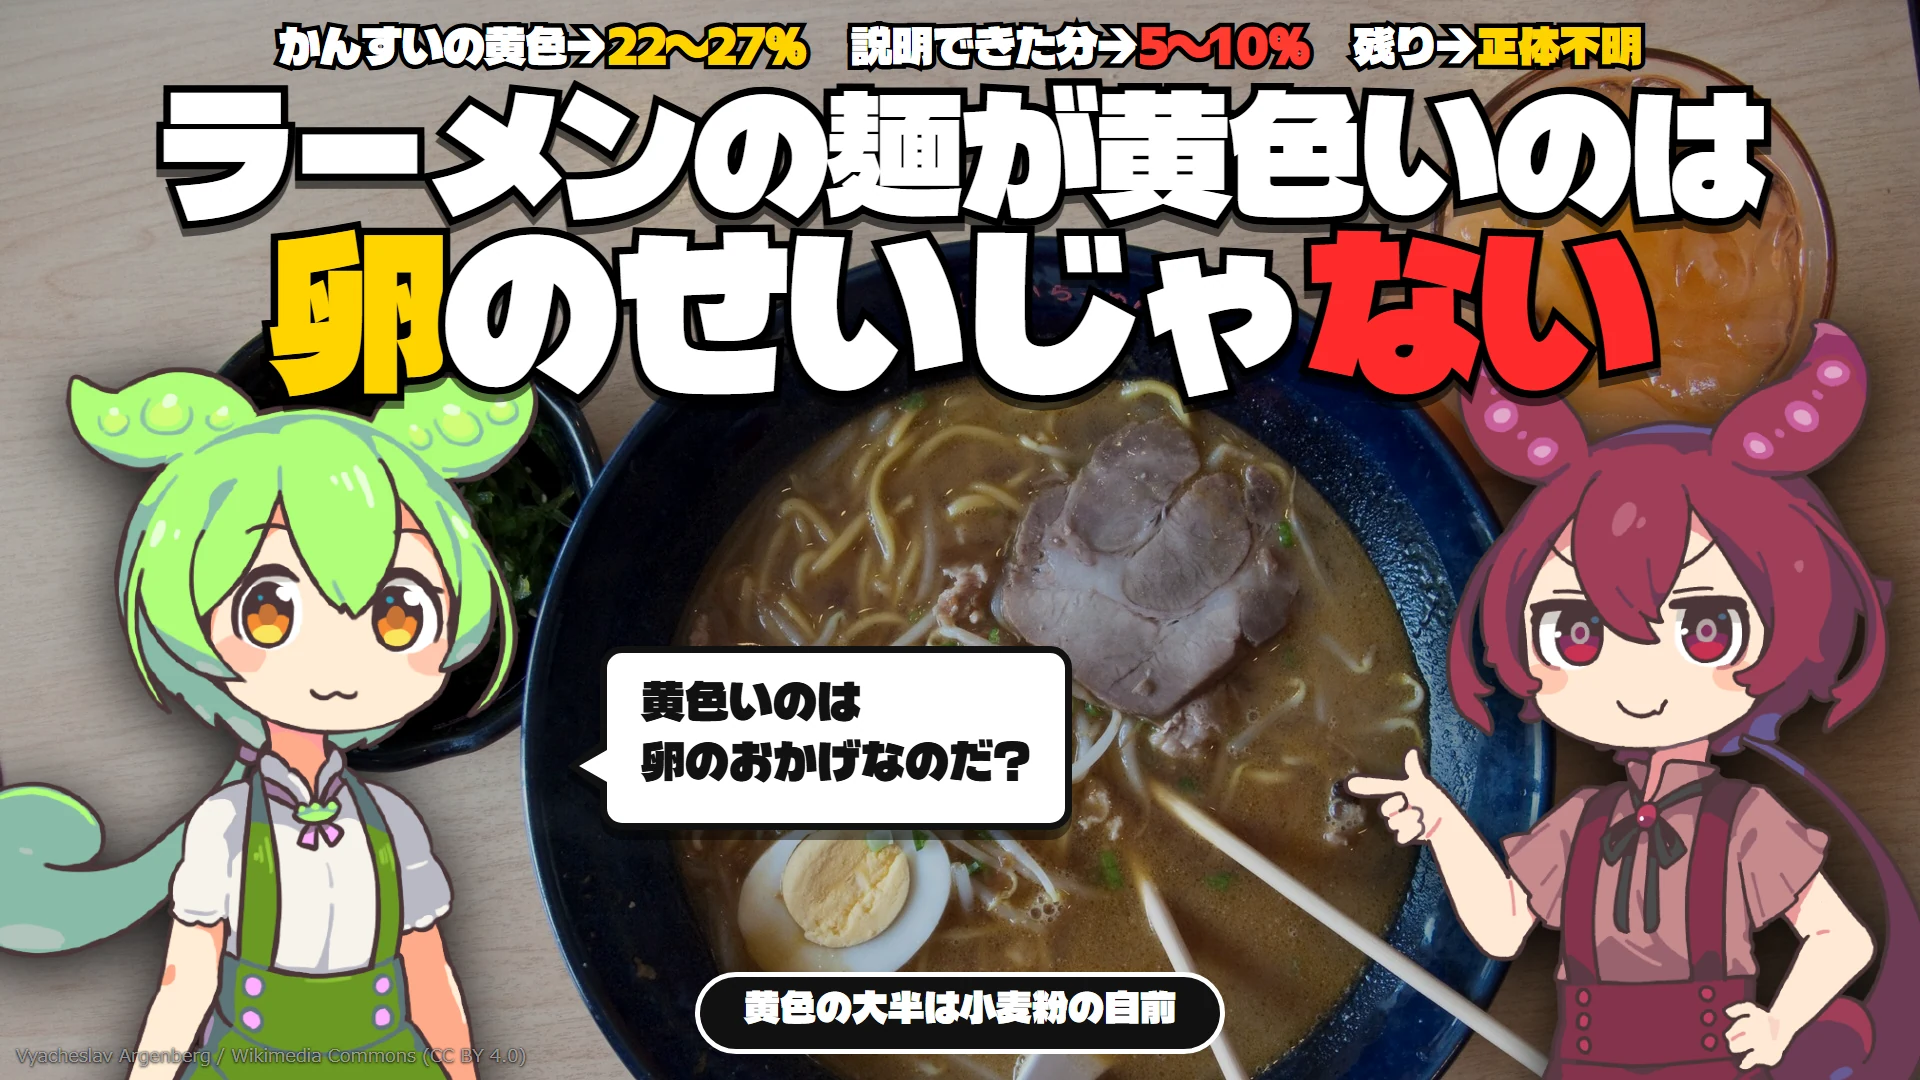 かんすいの黄色→22〜27%　説明できた分→5〜10%　残り→正体不明
ラーメンの麺が黄色いのは
卵のせいじゃない
黄色いのは
卵のおかげなのだ?
黄色の大半は小麦粉の自前
Vyacheslav Argenberg / Wikimedia Commons (CC BY 4.0)